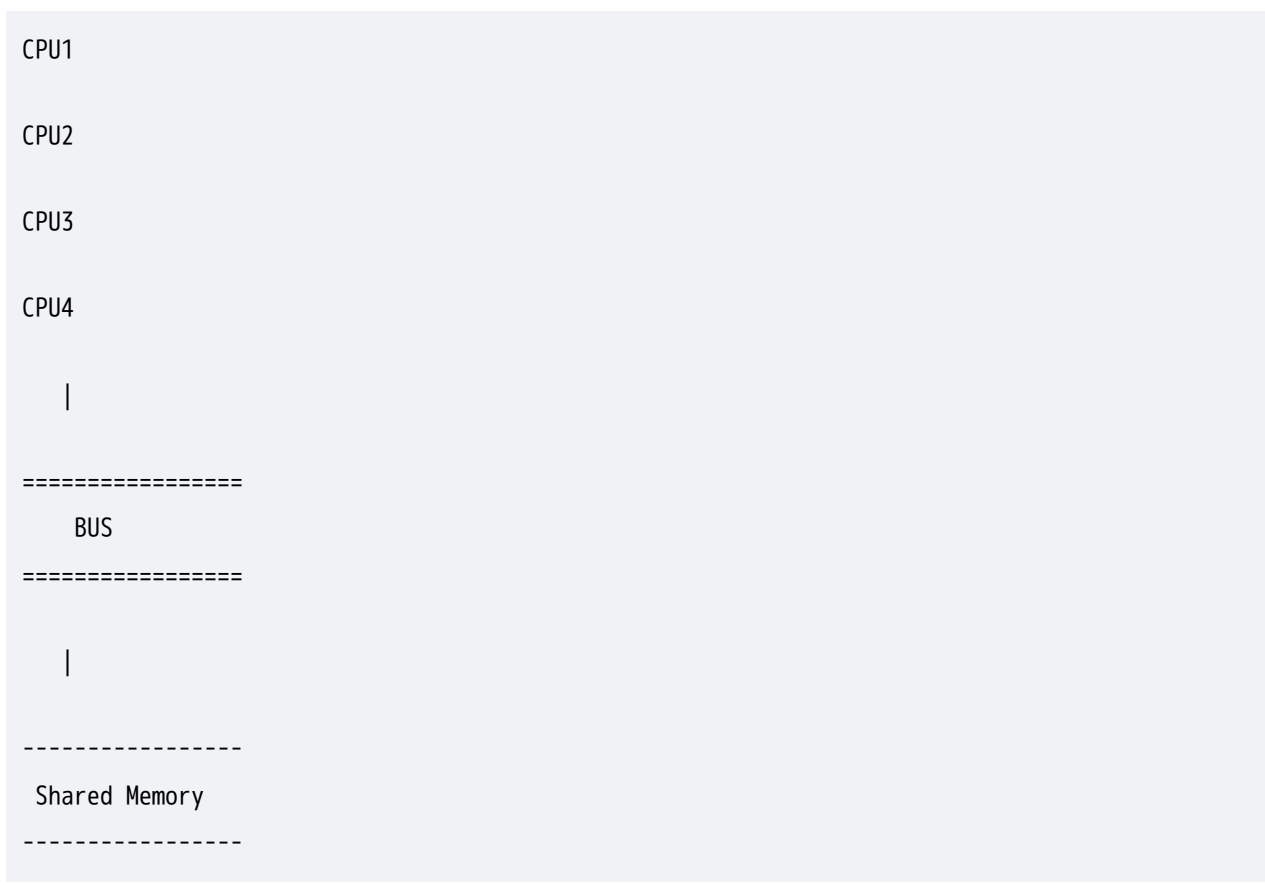 CPU1
CPU2
CPU3
CPU4
|
=================
BUS
=================
|
-----------------
Shared Memory
-----------------